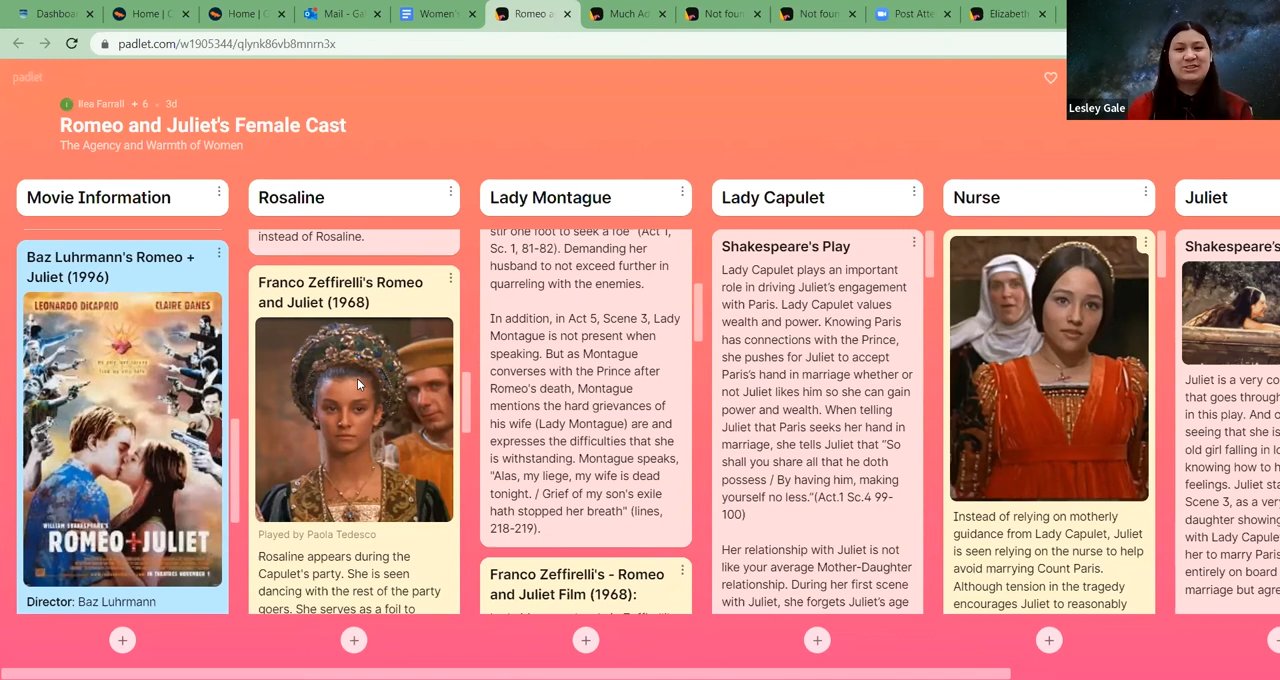 Dashboar
Home | C
Home | G
Mail - Ga
Women's
Romeo a
Much Ad
Not foun
Not foun
Post Atte
Elizabeth
padlet.com/w1905344/qlynk86vb8mnrn3x
Lesley Gale
padlet
Ilea Farrall + 6 · 3d
Romeo and Juliet's Female Cast
The Agency and Warmth of Women
Movie Information
Baz Luhrmann's Romeo +
Juliet (1996)
LEONARDO DiCAPRIO CLAIRE DANES
WILLIAM SHAKESPEARE'S
ROMEO+JULIET
IN THEATRES NOVEMBER 1
Director: Baz Luhrmann
Rosaline
instead of Rosaline.
Franco Zeffirelli's Romeo
and Juliet (1968)
Played by Paola Tedesco
Rosaline appears during the
Capulet's party. She is seen
dancing with the rest of the party
goers. She serves as a foil to
Lady Montague
stir one foot to seek a foe" (Act 1,
Sc. 1, 81-82). Demanding her
husband to not exceed further in
quarreling with the enemies.
In addition, in Act 5, Scene 3, Lady
Montague is not present when
speaking. But as Montague
converses with the Prince after
Romeo's death, Montague
mentions the hard grievances of
his wife (Lady Montague) are and
expresses the difficulties that she
is withstanding. Montague speaks,
"Alas, my liege, my wife is dead
tonight. / Grief of my son's exile
hath stopped her breath" (lines,
218-219).
Franco Zeffirelli's - Romeo
and Juliet Film (1968):
Lady Capulet
Shakespeare's Play
Lady Capulet plays an important
role in driving Juliet's engagement
with Paris. Lady Capulet values
wealth and power. Knowing Paris
has connections with the Prince,
she pushes for Juliet to accept
Paris's hand in marriage whether or
not Juliet likes him so she can gain
power and wealth. When telling
Juliet that Paris seeks her hand in
marriage, she tells Juliet that "So
shall you share all that he doth
possess / By having him, making
yourself no less."(Act.1 Sc.4 99-
100)
Her relationship with Juliet is not
like your average Mother-Daughter
relationship. During her first scene
with Juliet, she forgets Juliet's age
Nurse
Instead of relying on motherly
guidance from Lady Capulet, Juliet
is seen relying on the nurse to help
avoid marrying Count Paris.
Although tension in the tragedy
encourages Juliet to reasonably
Juliet
Shakespeare's
Juliet is a very co
that goes through
in this play. And o
seeing that she is
old girl falling in lo
knowing how to h
feelings. Juliet sta
Scene 3, as a very
daughter showing
with Lady Capule
her to marry Paris
entirely on board
marriage but agre